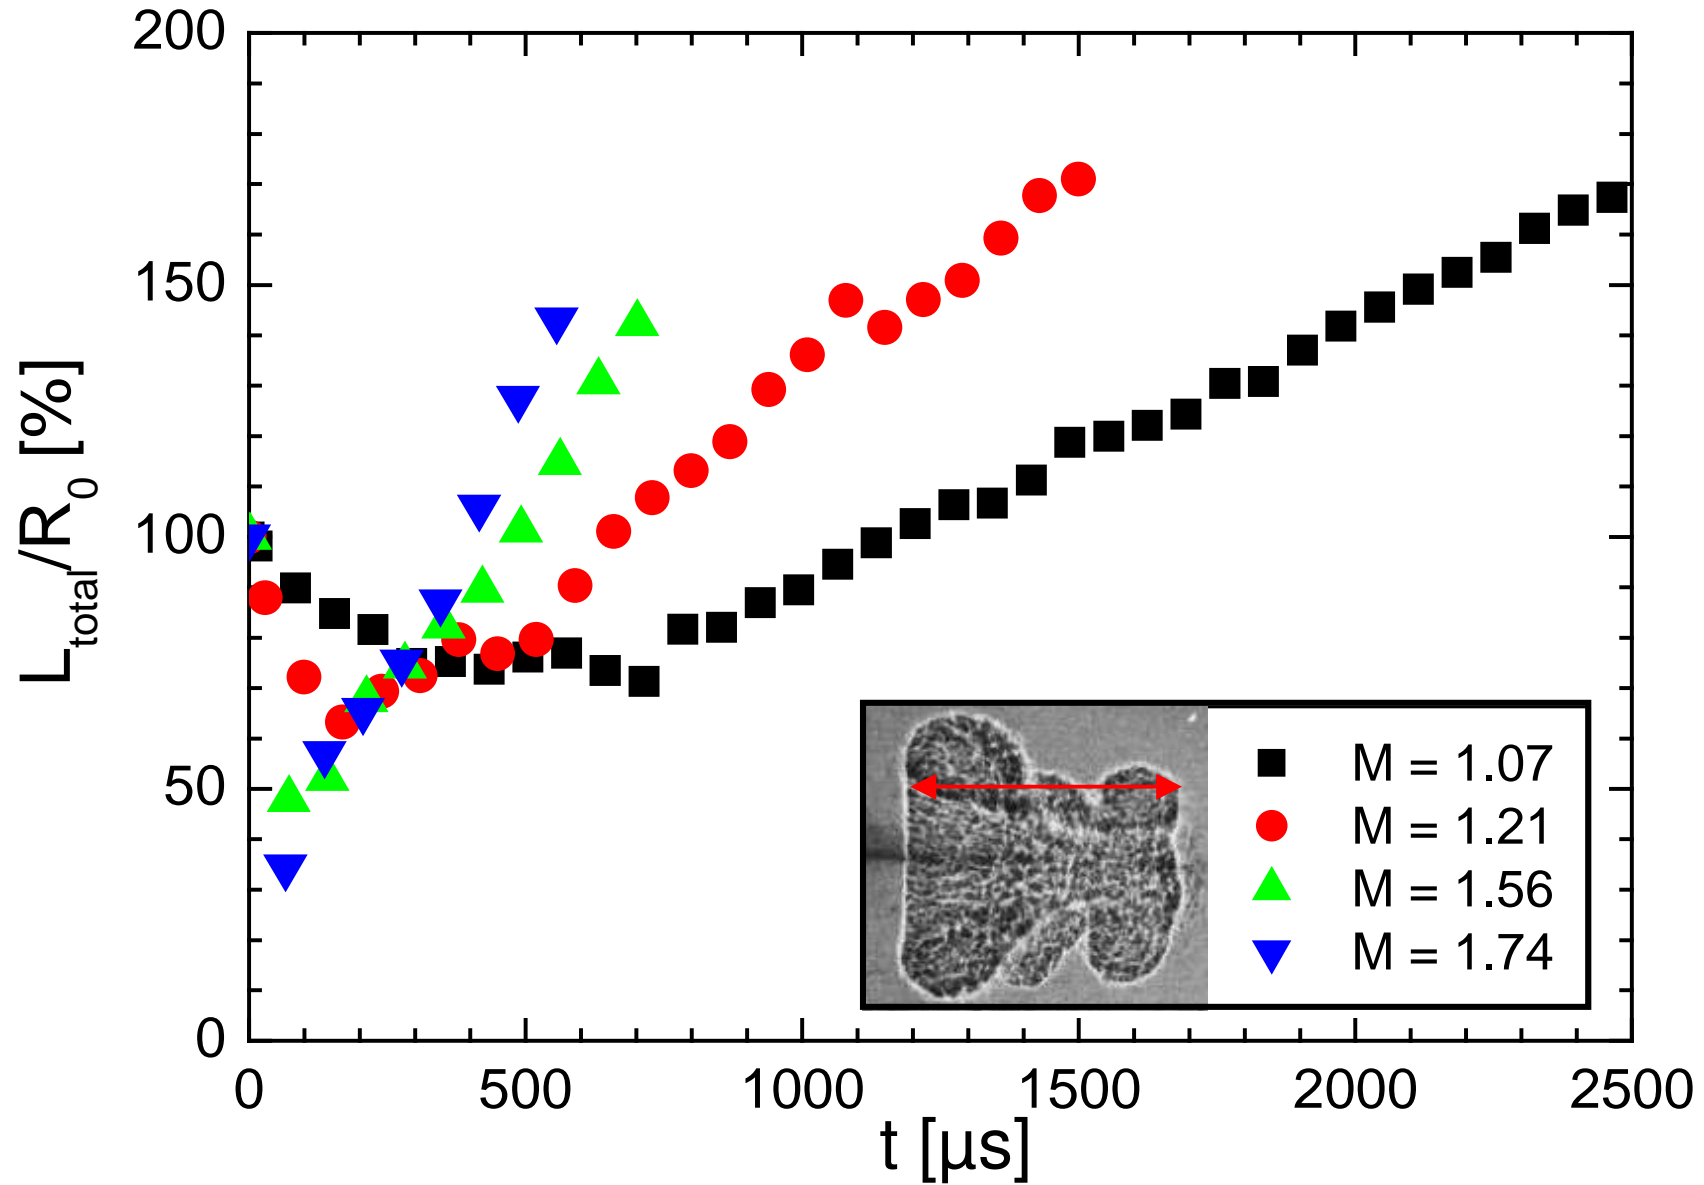 200
150
100
50
0
L_total/R_0 [%]
0 500 1000 1500 2000 2500
t [µs]
M = 1.07
M = 1.21
M = 1.56
M = 1.74